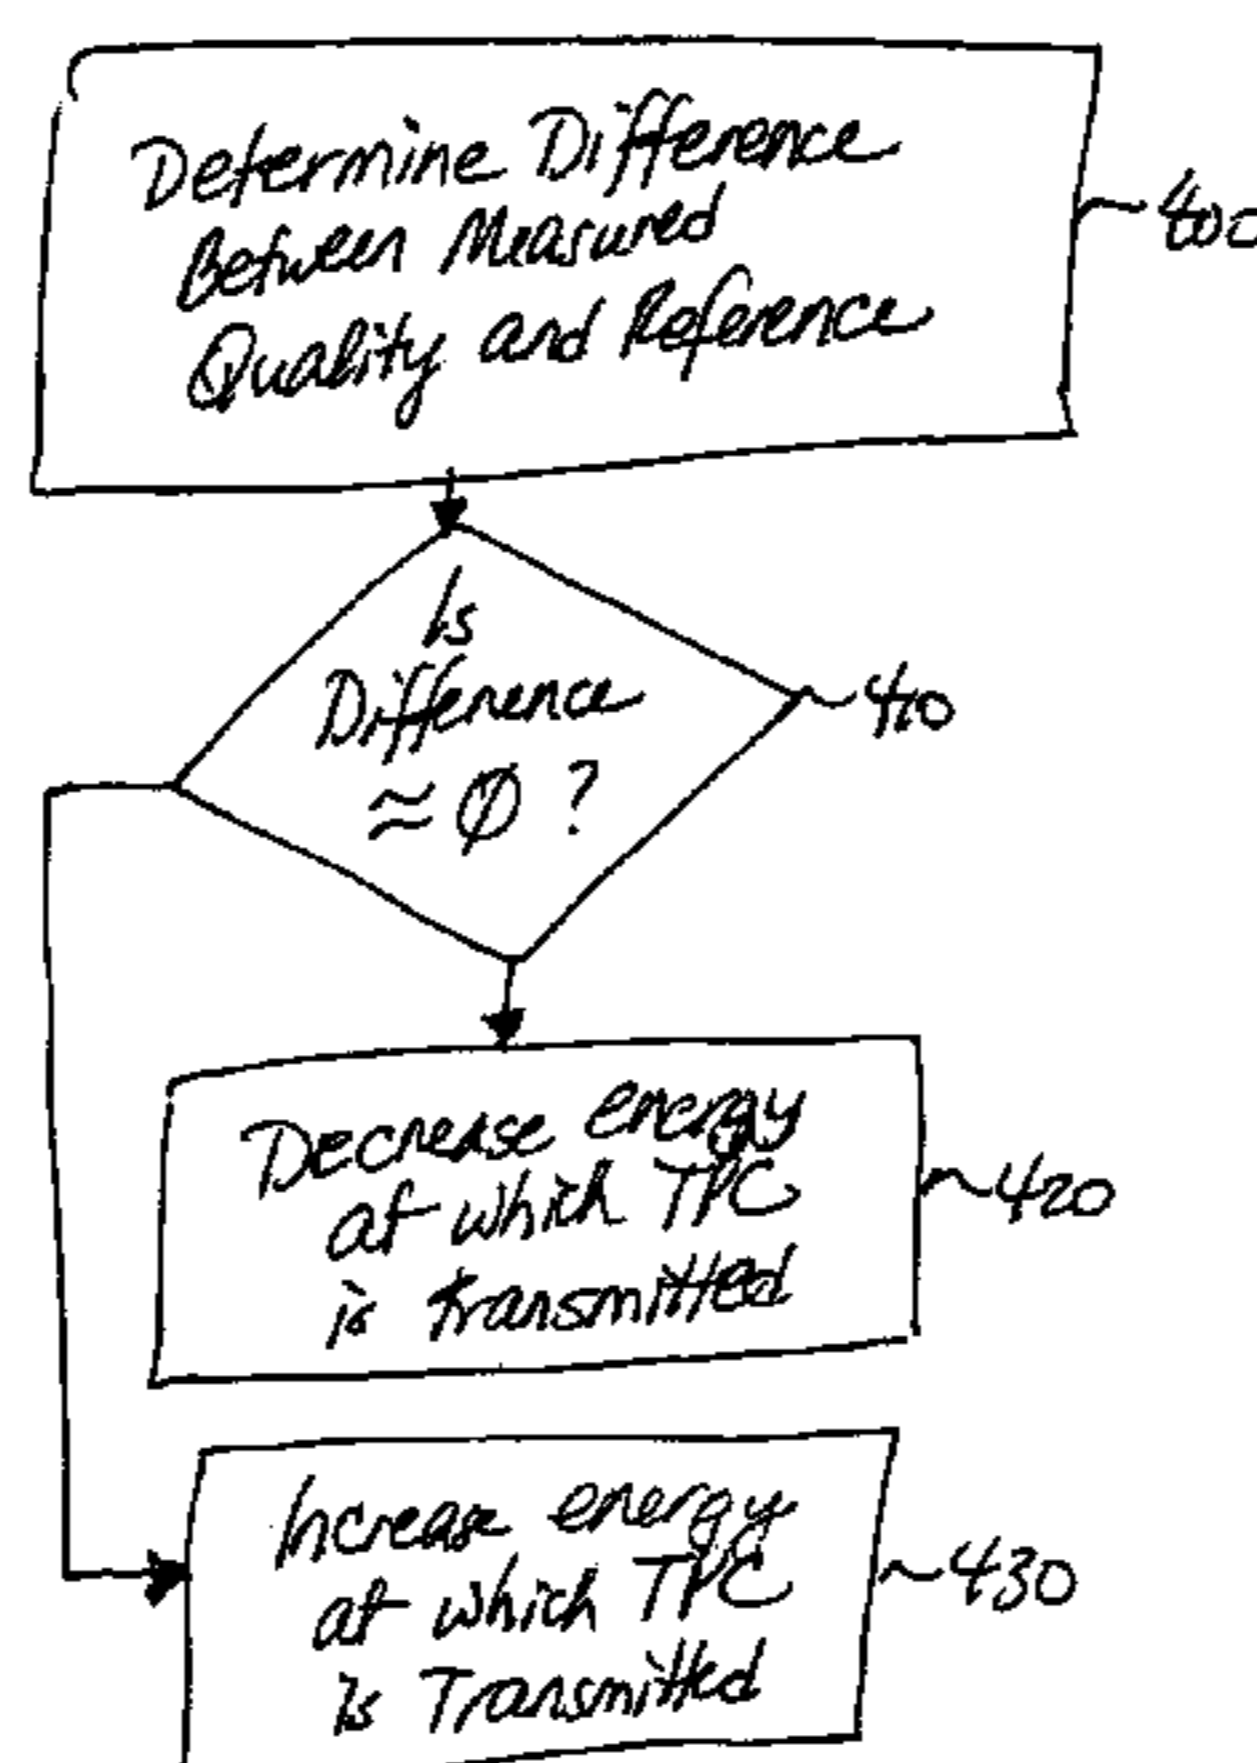 Determine Difference
Between Measured
Quality and Reference
400
Is
Difference
≈ Ø ?
410
Decrease energy
at which TPC
is transmitted
420
Increase energy
at which TPC
is Transmitted
430